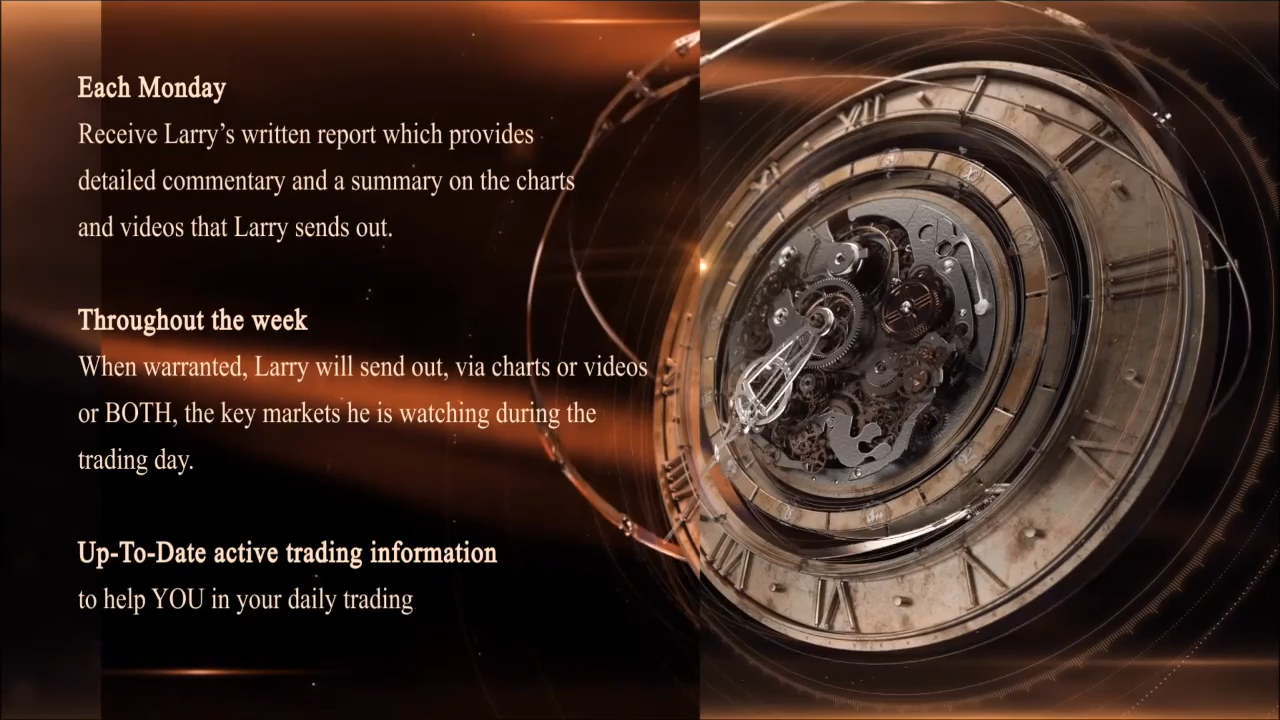 Each Monday
Receive Larry’s written report which provides
detailed commentary and a summary on the charts
and videos that Larry sends out.
Throughout the week
When warranted, Larry will send out, via charts or videos
or BOTH, the key markets he is watching during the
trading day.
Up-To-Date active trading information
to help YOU in your daily trading